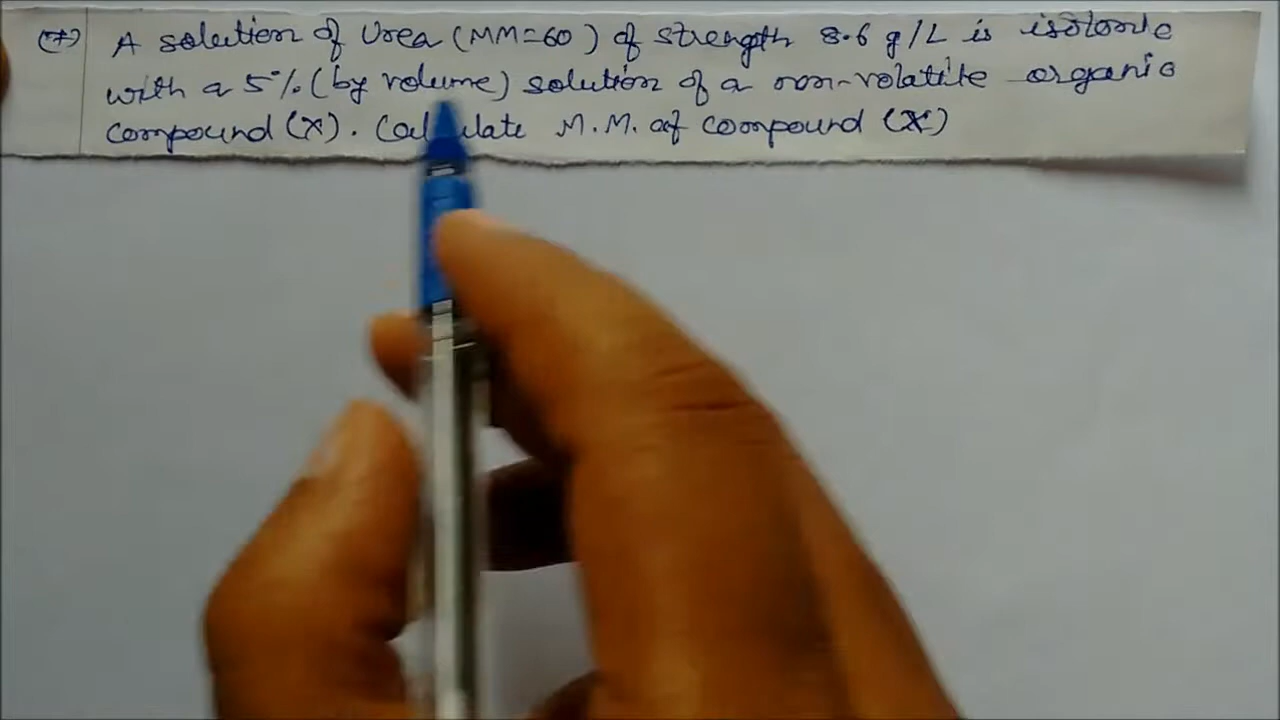 (7) A solution of Urea (MM=60) of strength 8.6 g/L is isotonic
with a 5% (by volume) solution of a non-volatile organic
compound (X). Calculate M.M. of compound (X)